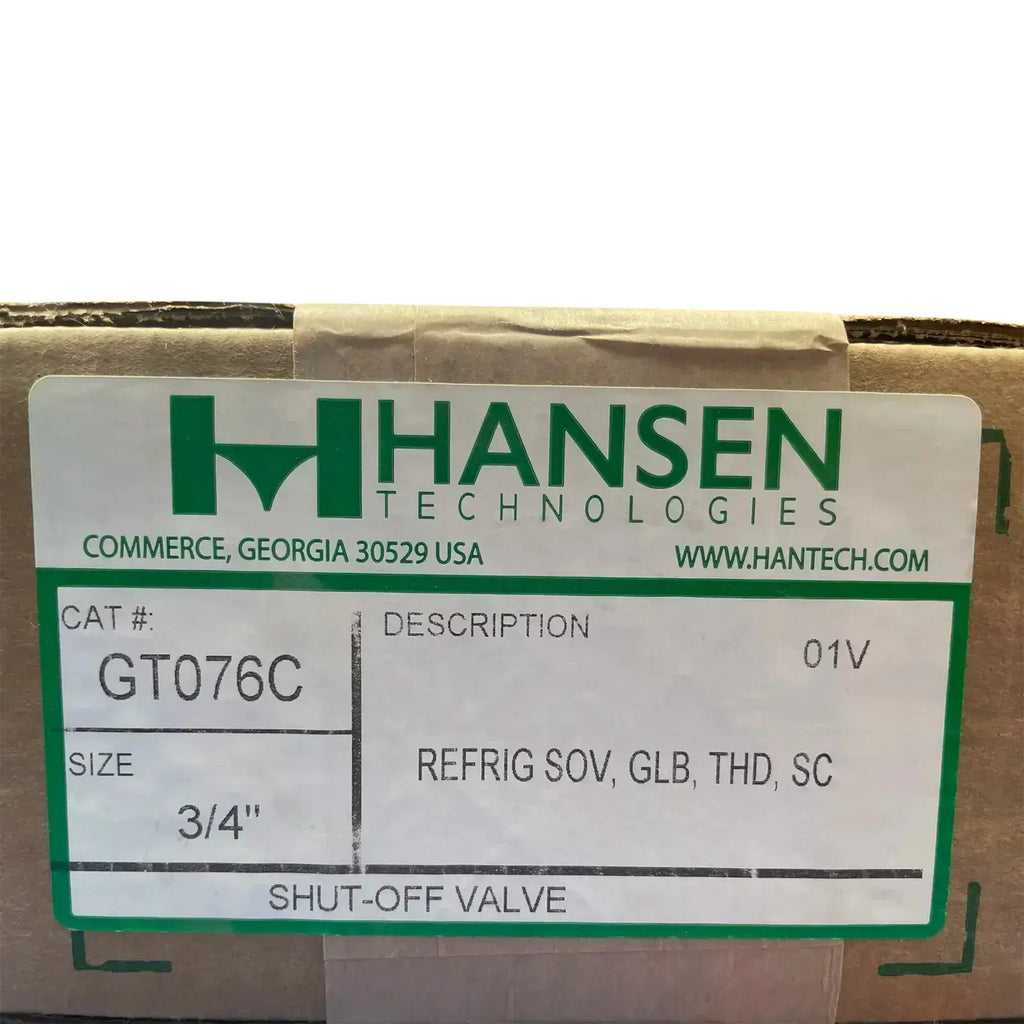 HANSEN
TECHNOLOGIES
COMMERCE, GEORGIA 30529 USA
WWW.HANTECH.COM
CAT #:
GT076C
DESCRIPTION
01V
SIZE
3/4"
REFRIG SOV, GLB, THD, SC
SHUT-OFF VALVE